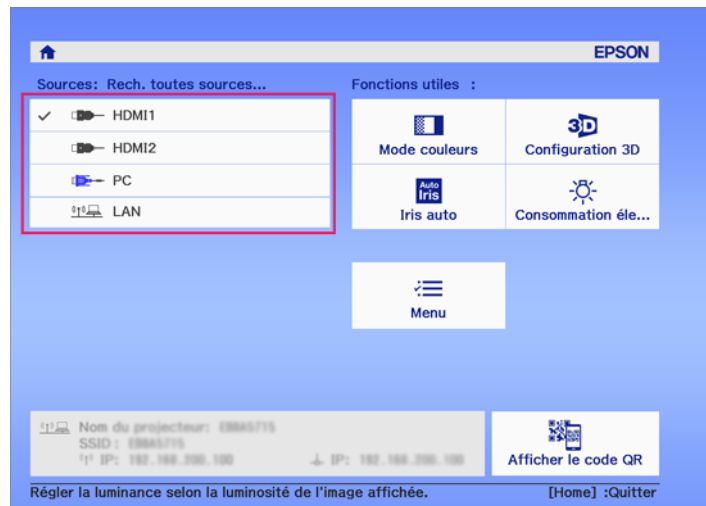 EPSON
Sources: Rech. toutes sources...
Fonctions utiles :
HDMI1
HDMI2
PC
LAN
Mode couleurs
3D
Configuration 3D
Auto Iris
Iris auto
Consommation éle...
Menu
Nom du projecteur:
SSID :
IP:
IP:
Afficher le code QR
Régler la luminance selon la luminosité de l'image affichée.
[Home] :Quitter